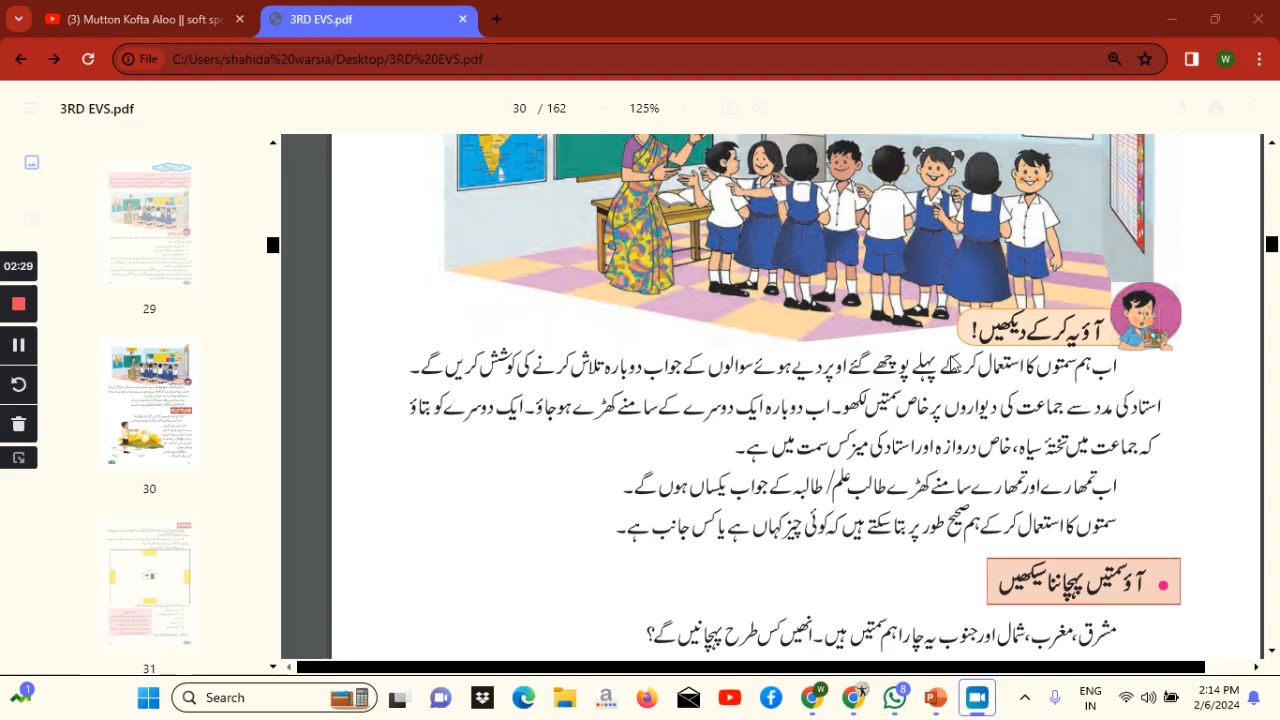 (3) Mutton Kofta Aloo || soft sp
3RD EVS.pdf
File
C:/Users/shahida%20warsia/Desktop/3RD%20EVS.pdf
W
3RD EVS.pdf
30 / 162
125%
02:29
29
30
31
آؤ یہ کر کے دیکھیں!
اب ہم سمتوں کا استعمال کر کے پہلے پوچھے گئے اوپر دیے ہوئے سوالوں کے جواب دوبارہ تلاش کرنے کی کوشش کریں گے۔
استاد کی مدد سے جماعت کی دیواروں پر خاص سمتیں لکھو۔ اب دوبارہ ایک دوسرے کے سامنے کھڑے ہو جاؤ۔ ایک دوسرے کو بتاؤ
کہ جماعت میں تختہ سیاہ، خاص دروازہ اور استاد کی میز کس سمت میں ہے۔
اب تمھارے اور تمھارے سامنے کھڑے طالب علم/ طالبہ کے جواب یکساں ہوں گے۔
سمتوں کا استعمال کر کے ہم صحیح طور پر بتا سکتے ہیں کہ کوئی چیز کہاں ہے یا کس جانب ہے۔
• آؤ سمتیں پہچاننا سیکھیں
مشرق، مغرب، شمال اور جنوب یہ چار اہم سمتیں ہیں۔ انھیں کس طرح پہچانیں گے؟
1
Search
W
8
ENG
IN
2:14 PM
2/6/2024